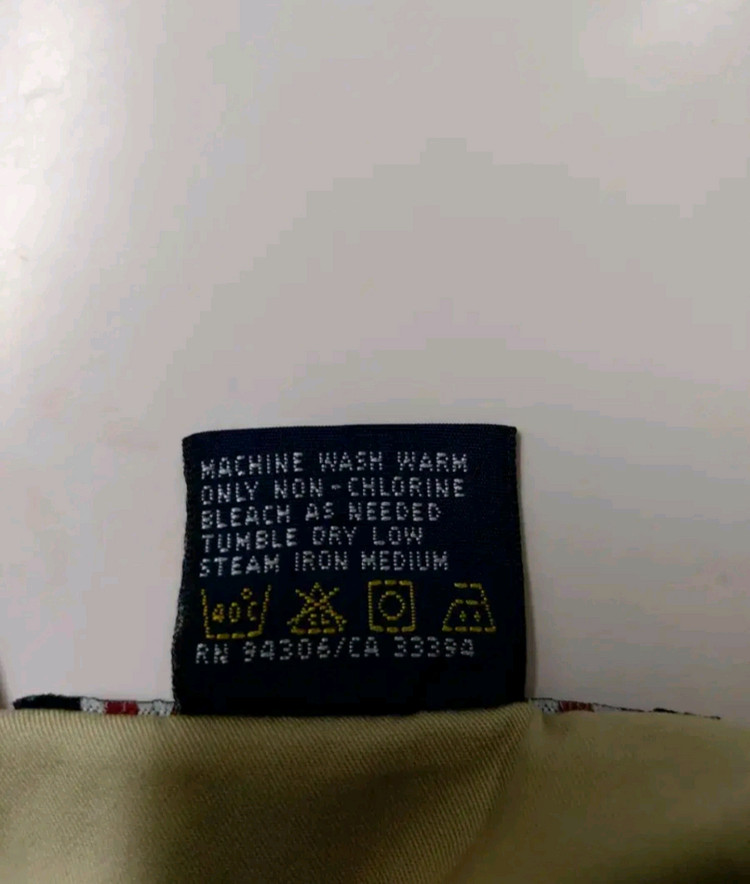 MACHINE WASH WARM
ONLY NON-CHLORINE
BLEACH AS NEEDED
TUMBLE DRY LOW
STEAM IRON MEDIUM
40°C CL
RN 94306/CA 33394